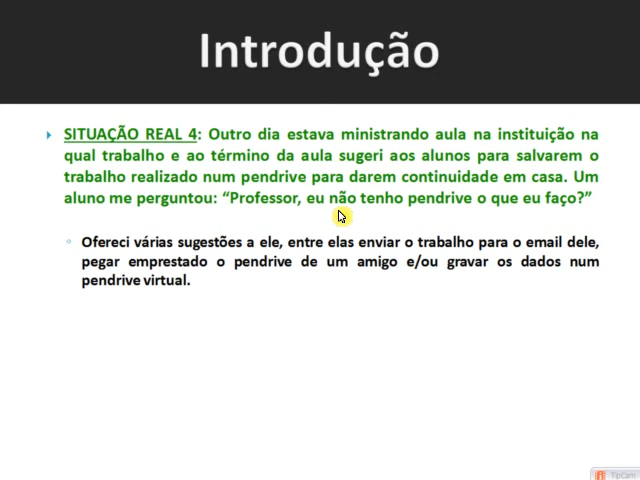 Introdução
SITUAÇÃO REAL 4: Outro dia estava ministrando aula na instituição na
qual trabalho e ao término da aula sugeri aos alunos para salvarem o
trabalho realizado num pendrive para darem continuidade em casa. Um
aluno me perguntou: “Professor, eu não tenho pendrive o que eu faço?”
Ofereci várias sugestões a ele, entre elas enviar o trabalho para o email dele,
pegar emprestado o pendrive de um amigo e/ou gravar os dados num
pendrive virtual.
TipCam